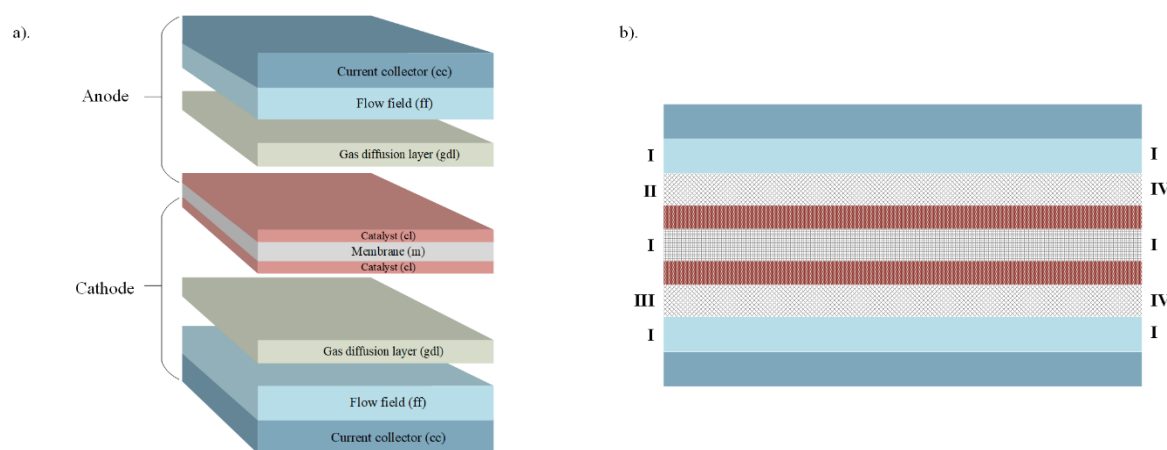 a).
Anode
Cathode
Current collector (cc)
Flow field (ff)
Gas diffusion layer (gdl)
Catalyst (cl)
Membrane (m)
Catalyst (cl)
Gas diffusion layer (gdl)
Flow field (ff)
Current collector (cc)
b).
I I
II IV
I I
III IV
I I